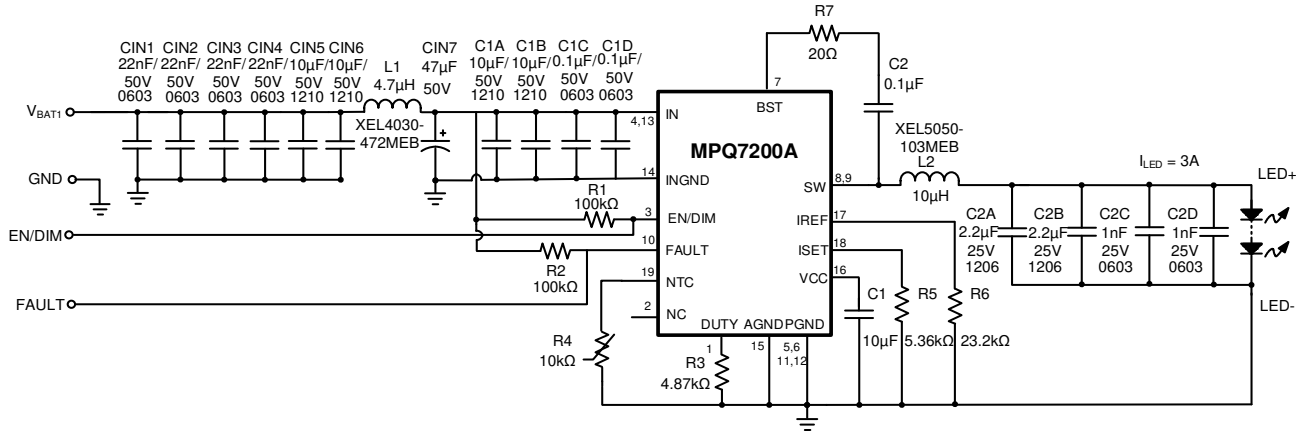 R7
20Ω
CIN1
22nF/
50V
0603
CIN2
22nF/
50V
0603
CIN3
22nF/
50V
0603
CIN4
22nF/
50V
0603
CIN5
10μF/
50V
1210
CIN6
10μF/
50V
1210
L1
4.7μH
XEL4030-
472MEB
CIN7
47μF
50V
+
C1A
10μF/
50V
1210
C1B
10μF/
50V
1210
C1C
0.1μF/
50V
0603
C1D
0.1μF/
50V
0603
C2
0.1μF
VBAT1
GND
EN/DIM
FAULT
MPQ7200A
7
BST
4,13
IN
14
INGND
3
EN/DIM
10
FAULT
19
NTC
2
NC
DUTY
AGND
PGND
1
15
5,6
11,12
SW
8,9
IREF
17
ISET
18
VCC
16
R1
100kΩ
R2
100kΩ
R4
10kΩ
R3
4.87kΩ
XEL5050-
103MEB
L2
10μH
ILED = 3A
LED+
C2A
2.2μF
25V
1206
C2B
2.2μF
25V
1206
C2C
1nF
25V
0603
C2D
1nF
25V
0603
LED-
C1
10μF
R5
5.36kΩ
R6
23.2kΩ